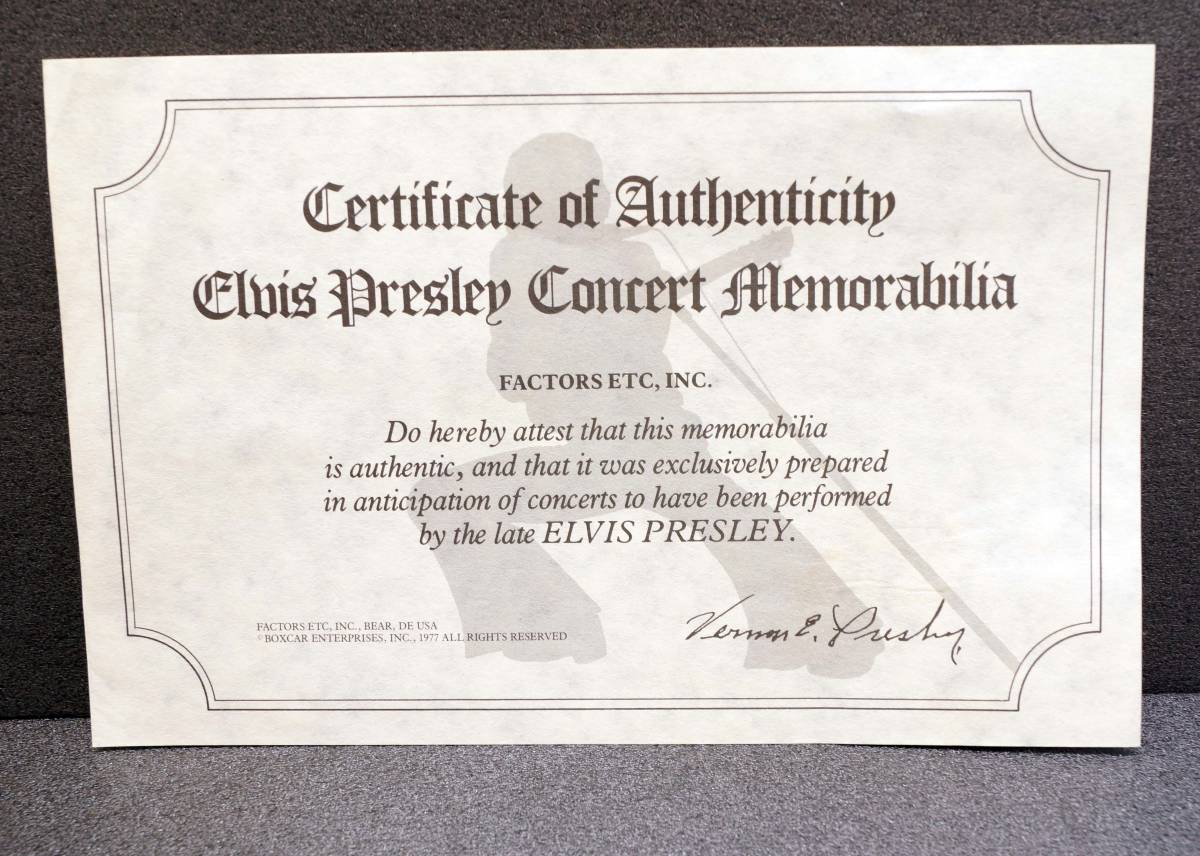 Certificate of Authenticity
Elvis Presley Concert Memorabilia
FACTORS ETC, INC.
Do hereby attest that this memorabilia
is authentic, and that it was exclusively prepared
in anticipation of concerts to have been performed
by the late ELVIS PRESLEY.
FACTORS ETC, INC., BEAR, DE USA
©BOXCAR ENTERPRISES, INC., 1977 ALL RIGHTS RESERVED
Vernon E. Presley